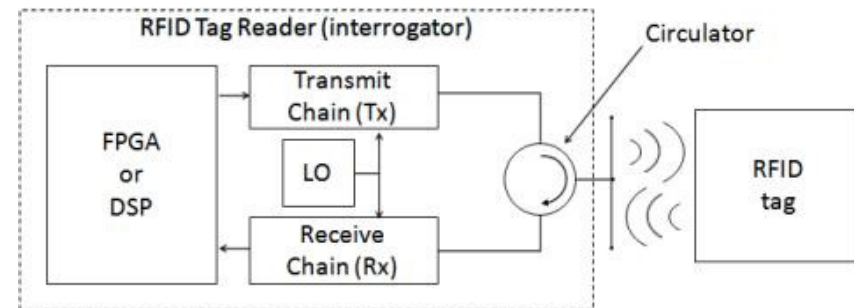 RFID Tag Reader (interrogator)
Circulator
Transmit
Chain (Tx)
FPGA
or
DSP
LO
RFID
tag
Receive
Chain (Rx)